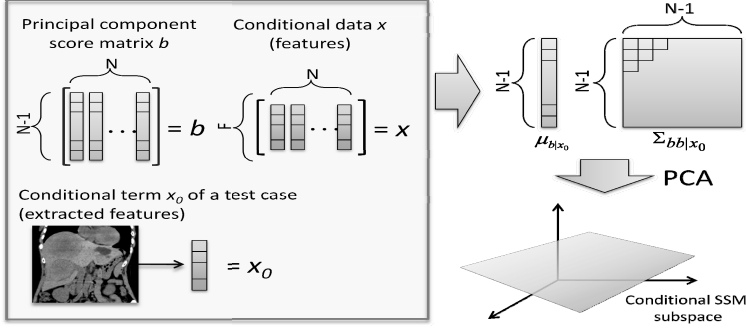 Principal component
score matrix b
Conditional data x
(features)
N
N-1
... = b
N
F
... = x
Conditional term x0 of a test case
(extracted features)
= x0
N-1
μb|x0
N-1
N-1
Σbb|x0
PCA
Conditional SSM
subspace